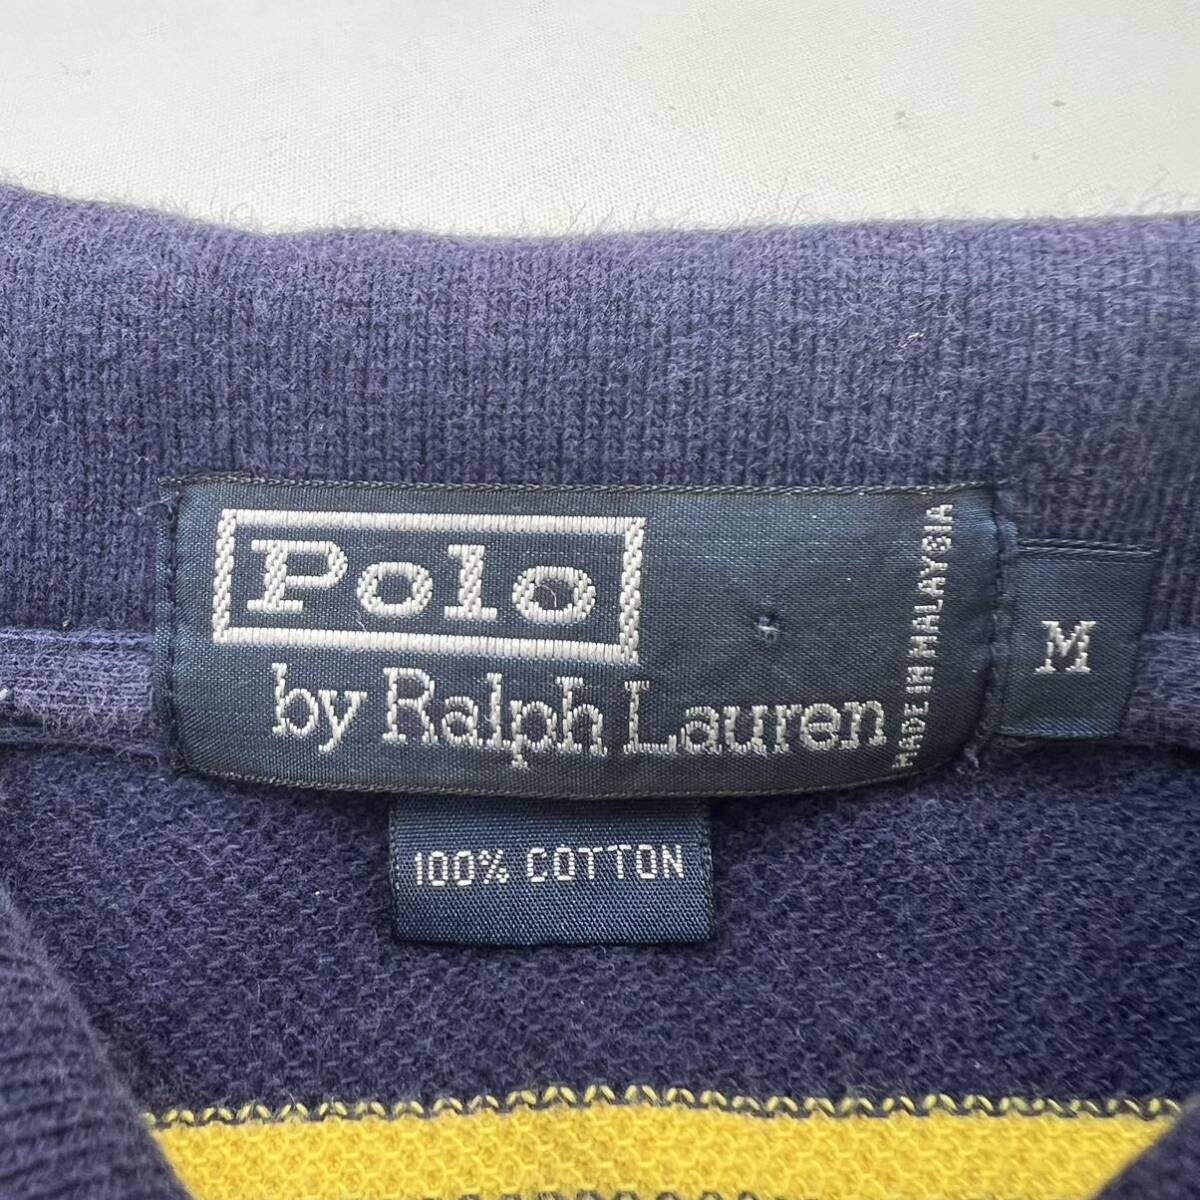 Polo
by Ralph Lauren
MADE IN MALAYSIA
M
100% COTTON